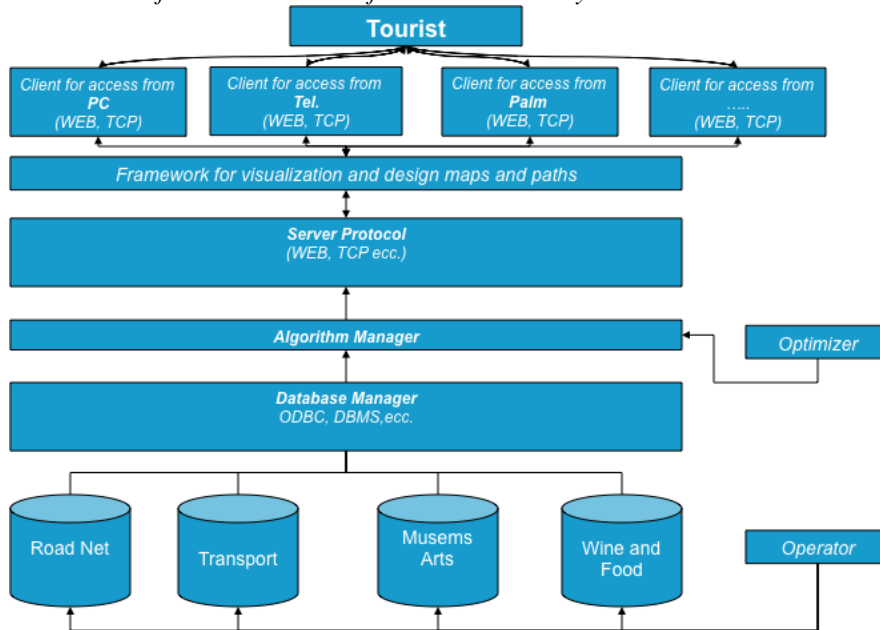 Tourist
Client for access from
PC
(WEB, TCP)
Client for access from
Tel.
(WEB, TCP)
Client for access from
Palm
(WEB, TCP)
Client for access from
.....
(WEB, TCP)
Framework for visualization and design maps and paths
Server Protocol
(WEB, TCP ecc.)
Algorithm Manager
Optimizer
Database Manager
ODBC, DBMS,ecc.
Road Net
Transport
Musems
Arts
Wine and
Food
Operator